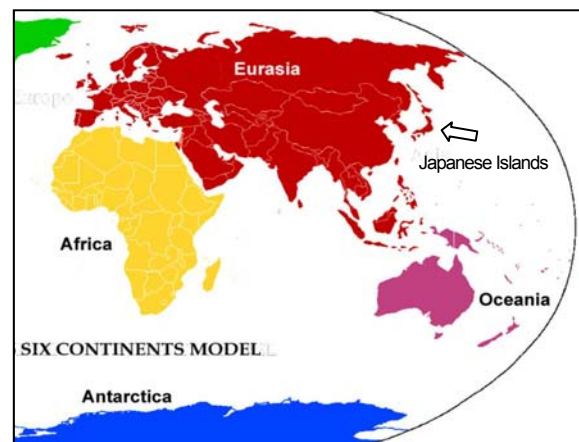 Eurasia
Japanese Islands
Africa
Oceania
SIX CONTINENTS MODEL
Antarctica